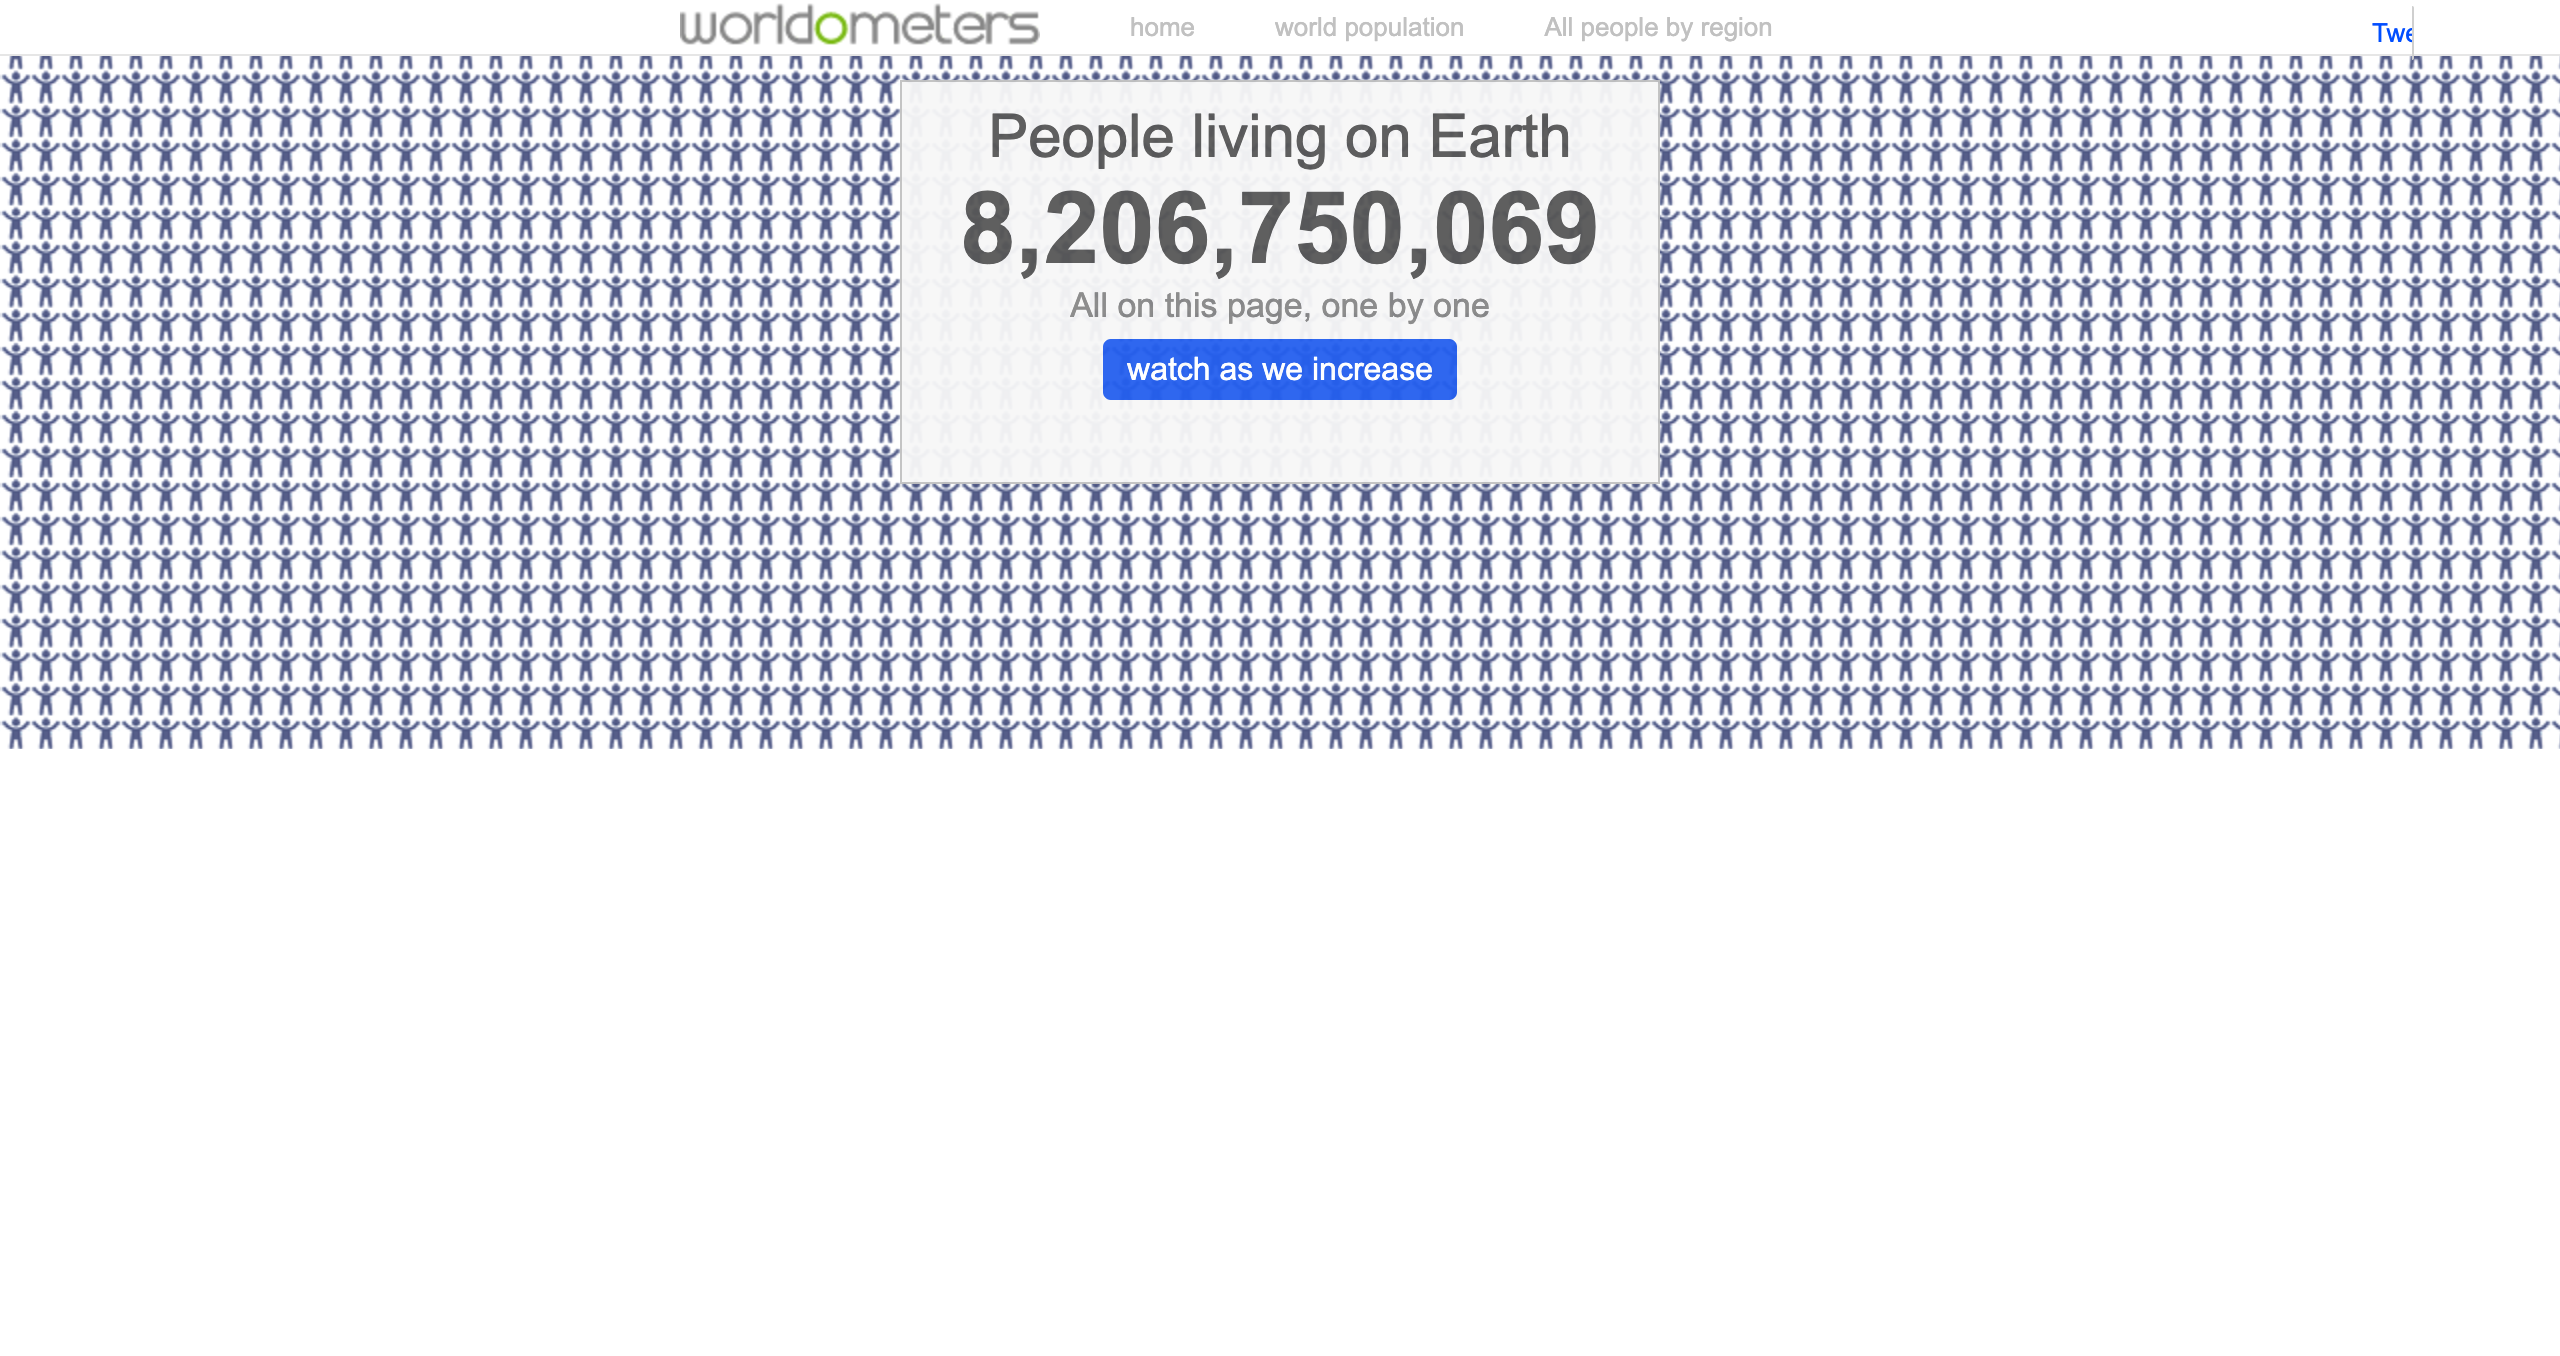 worldometers home world population All people by region Twe
People living on Earth
8,206,750,069
All on this page, one by one
watch as we increase